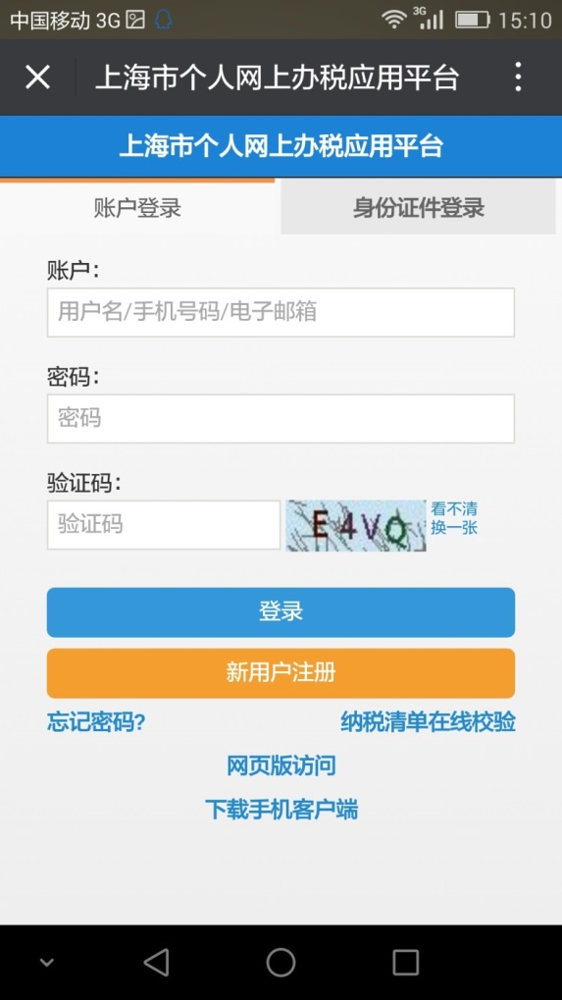 中国移动 3G
3G
15:10
上海市个人网上办税应用平台
上海市个人网上办税应用平台
账户登录
身份证件登录
账户：
用户名/手机号码/电子邮箱
密码：
密码
验证码：
验证码
E4VQ
看不清
换一张
登录
新用户注册
忘记密码?
纳税清单在线校验
网页版访问
下载手机客户端